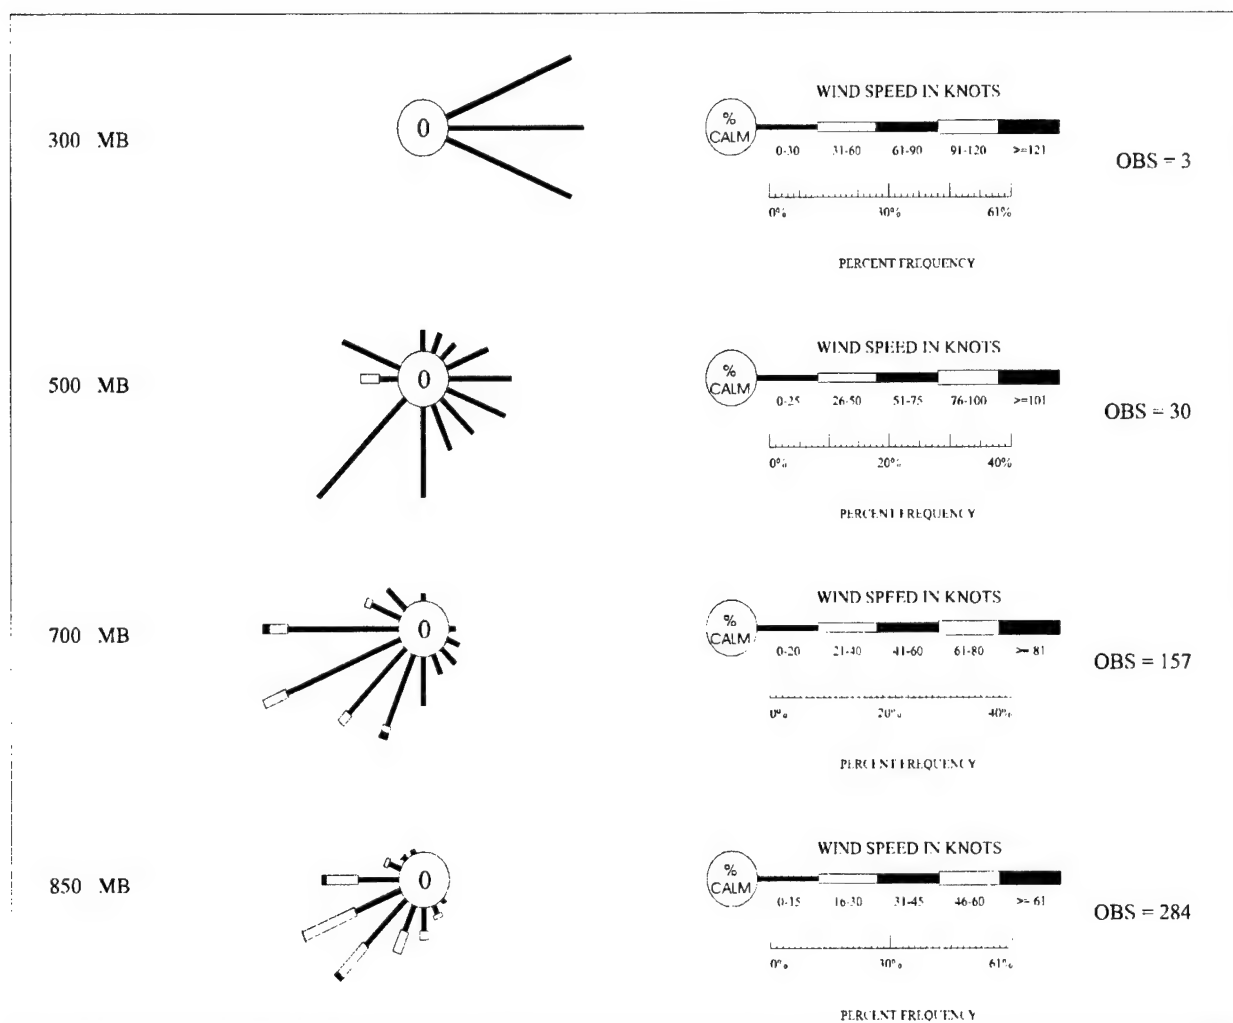 300 MB
0
WIND SPEED IN KNOTS
% CALM
0-30 31-60 61-90 91-120 >=121
OBS = 3
0% 30% 61%
PERCENT FREQUENCY
500 MB
0
WIND SPEED IN KNOTS
% CALM
0-25 26-50 51-75 76-100 >=101
OBS = 30
0% 20% 40%
PERCENT FREQUENCY
700 MB
0
WIND SPEED IN KNOTS
% CALM
0-20 21-40 41-60 61-80 >= 81
OBS = 157
0% 20% 40%
PERCENT FREQUENCY
850 MB
0
WIND SPEED IN KNOTS
% CALM
0-15 16-30 31-45 46-60 >= 61
OBS = 284
0% 30% 61%
PERCENT FREQUENCY